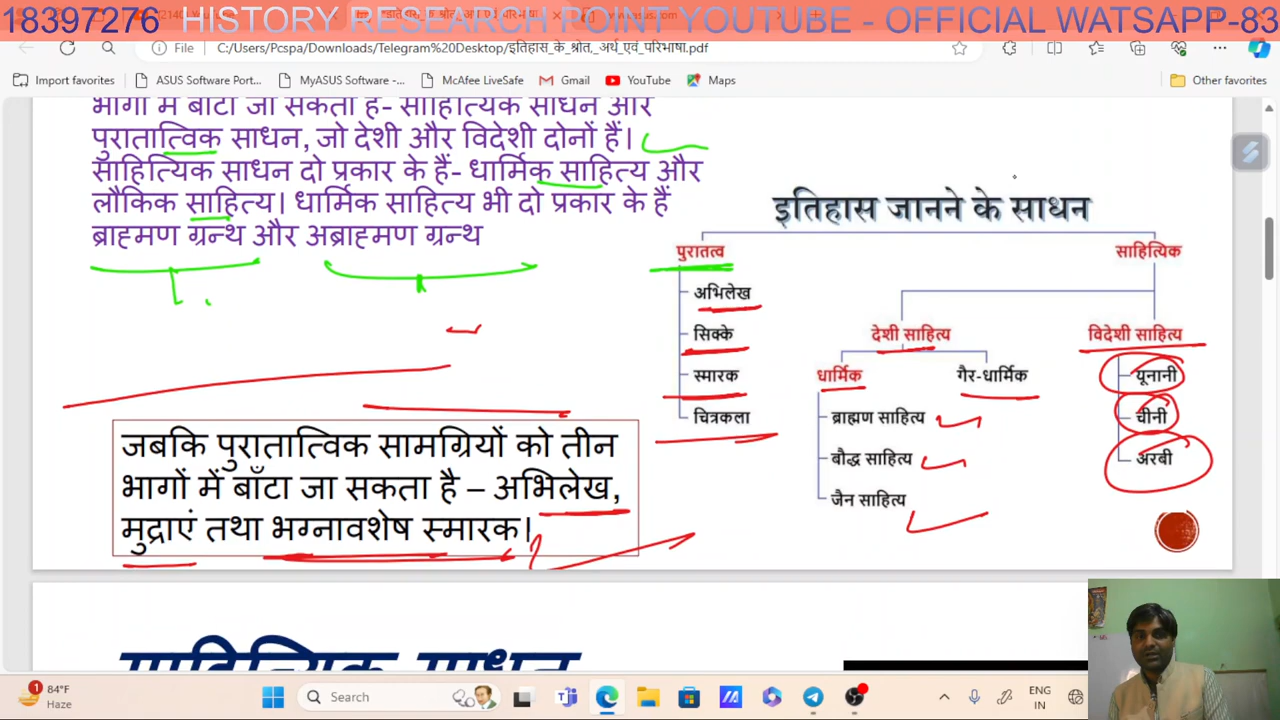 18397276 HISTORY RESEARCH POINT YOUTUBE - OFFICIAL WATSAPP-83
File C:/Users/Pcspa/Downloads/Telegram%20Desktop/इतिहास_के_श्रोत,_अर्थ_एवं_परिभाषा.pdf
Import favorites ASUS Software Port... MyASUS Software -... McAfee LiveSafe Gmail YouTube Maps Other favorites
भागों में बाँटा जा सकता है- साहित्यिक साधन और
पुरातात्विक साधन, जो देशी और विदेशी दोनों हैं।
साहित्यिक साधन दो प्रकार के हैं- धार्मिक साहित्य और
लौकिक साहित्य। धार्मिक साहित्य भी दो प्रकार के हैं
ब्राह्मण ग्रन्थ और अब्राह्मण ग्रन्थ
जबकि पुरातात्विक सामग्रियों को तीन
भागों में बाँटा जा सकता है – अभिलेख,
मुद्राएं तथा भग्नावशेष स्मारक।
इतिहास जानने के साधन
पुरातत्व
साहित्यिक
अभिलेख
सिक्के
स्मारक
चित्रकला
देशी साहित्य
विदेशी साहित्य
धार्मिक
गैर-धार्मिक
ब्राह्मण साहित्य
बौद्ध साहित्य
जैन साहित्य
यूनानी
चीनी
अरबी
साहित्यिक साधन
1
84°F
Haze
Search
ENG
IN